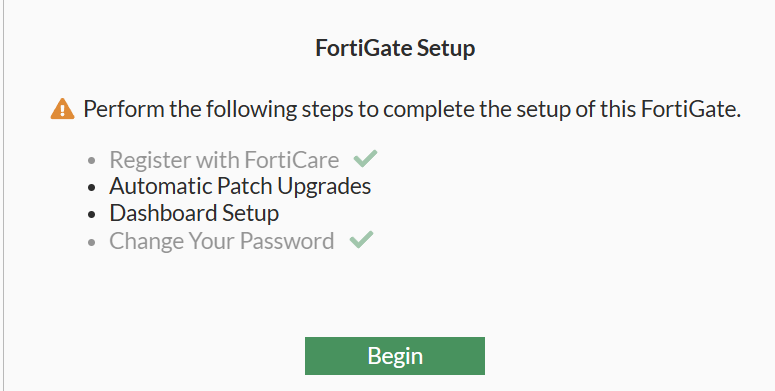 FortiGate Setup
Perform the following steps to complete the setup of this FortiGate.
Register with FortiCare
Automatic Patch Upgrades
Dashboard Setup
Change Your Password
Begin